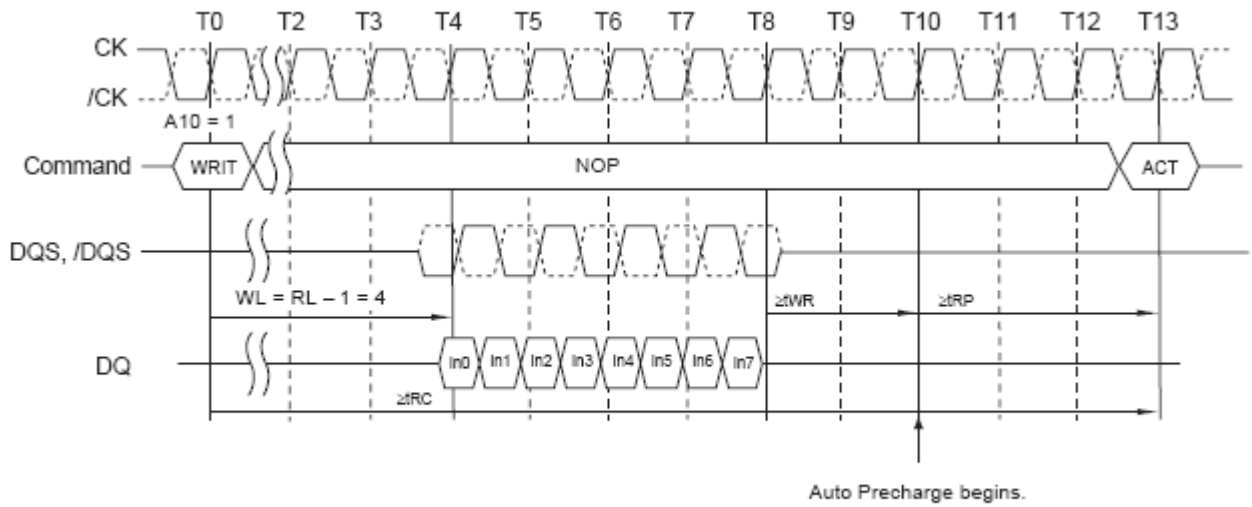 T0 T2 T3 T4 T5 T6 T7 T8 T9 T10 T11 T12 T13
CK
/CK
A10 = 1
Command WRIT NOP ACT
DQS, /DQS
WL = RL – 1 = 4 ≥tWR ≥tRP
DQ In0 In1 In2 In3 In4 In5 In6 In7
≥tRC
Auto Precharge begins.